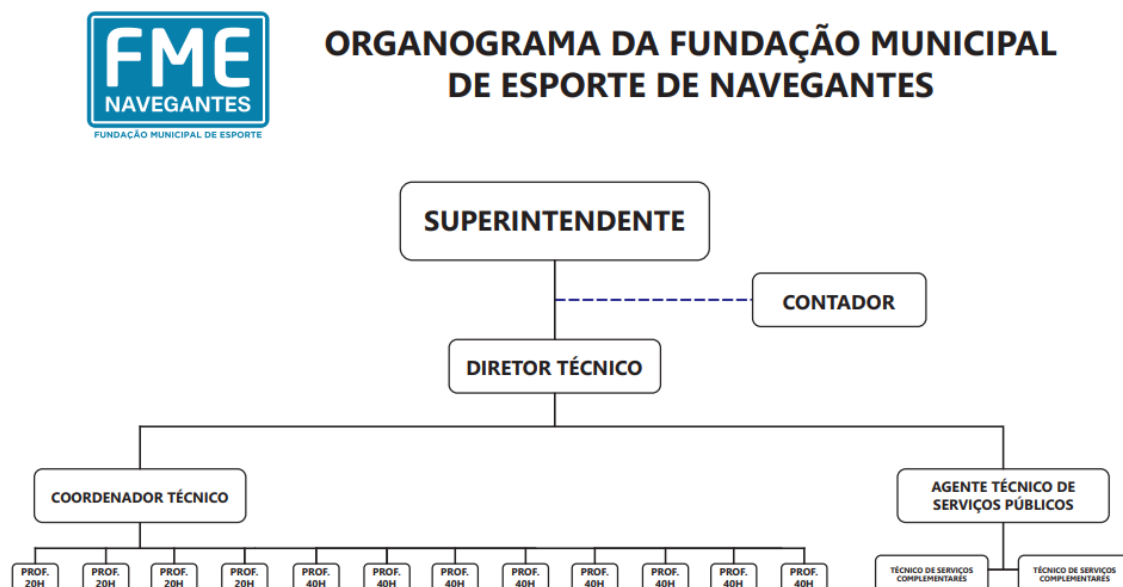 FME
NAVEGANTES
FUNDAÇÃO MUNICIPAL DE ESPORTE
ORGANOGRAMA DA FUNDAÇÃO MUNICIPAL
DE ESPORTE DE NAVEGANTES
SUPERINTENDENTE
CONTADOR
DIRETOR TÉCNICO
COORDENADOR TÉCNICO
AGENTE TÉCNICO DE
SERVIÇOS PÚBLICOS
PROF.
20H
PROF.
20H
PROF.
20H
PROF.
20H
PROF.
40H
PROF.
40H
PROF.
40H
PROF.
40H
PROF.
40H
PROF.
40H
PROF.
40H
PROF.
40H
TÉCNICO DE SERVIÇOS
COMPLEMENTARES
TÉCNICO DE SERVIÇOS
COMPLEMENTARES